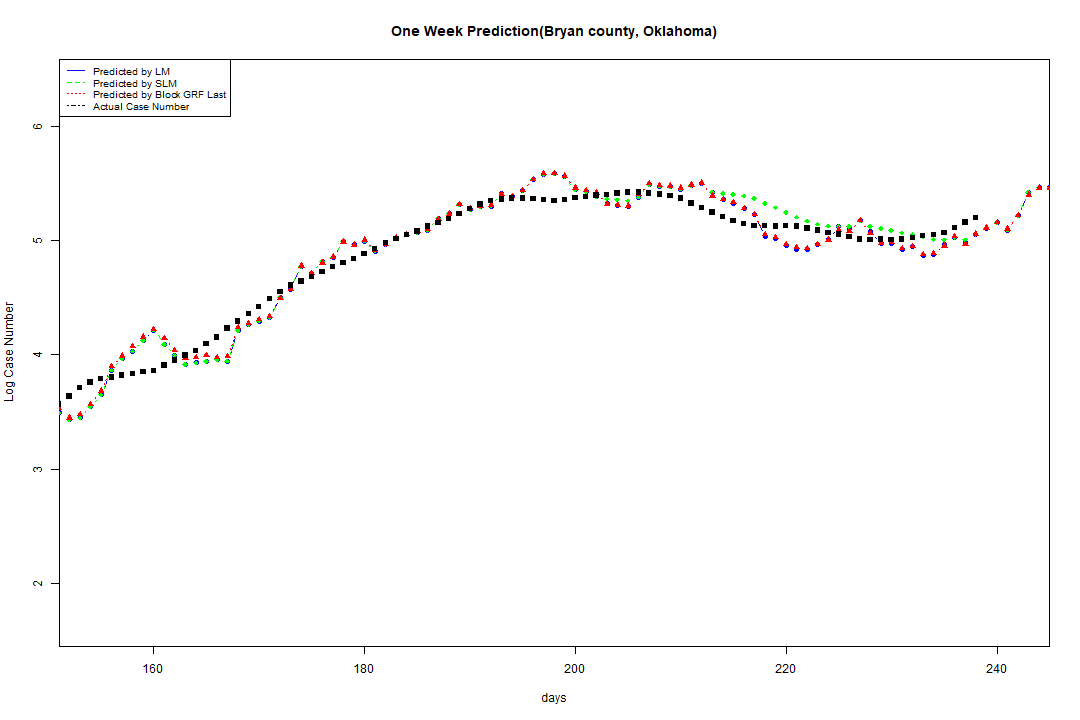 One Week Prediction(Bryan county, Oklahoma)
Predicted by LM
Predicted by SLM
Predicted by Block GRF Last
Actual Case Number
6
5
4
3
2
Log Case Number
160 180 200 220 240
days